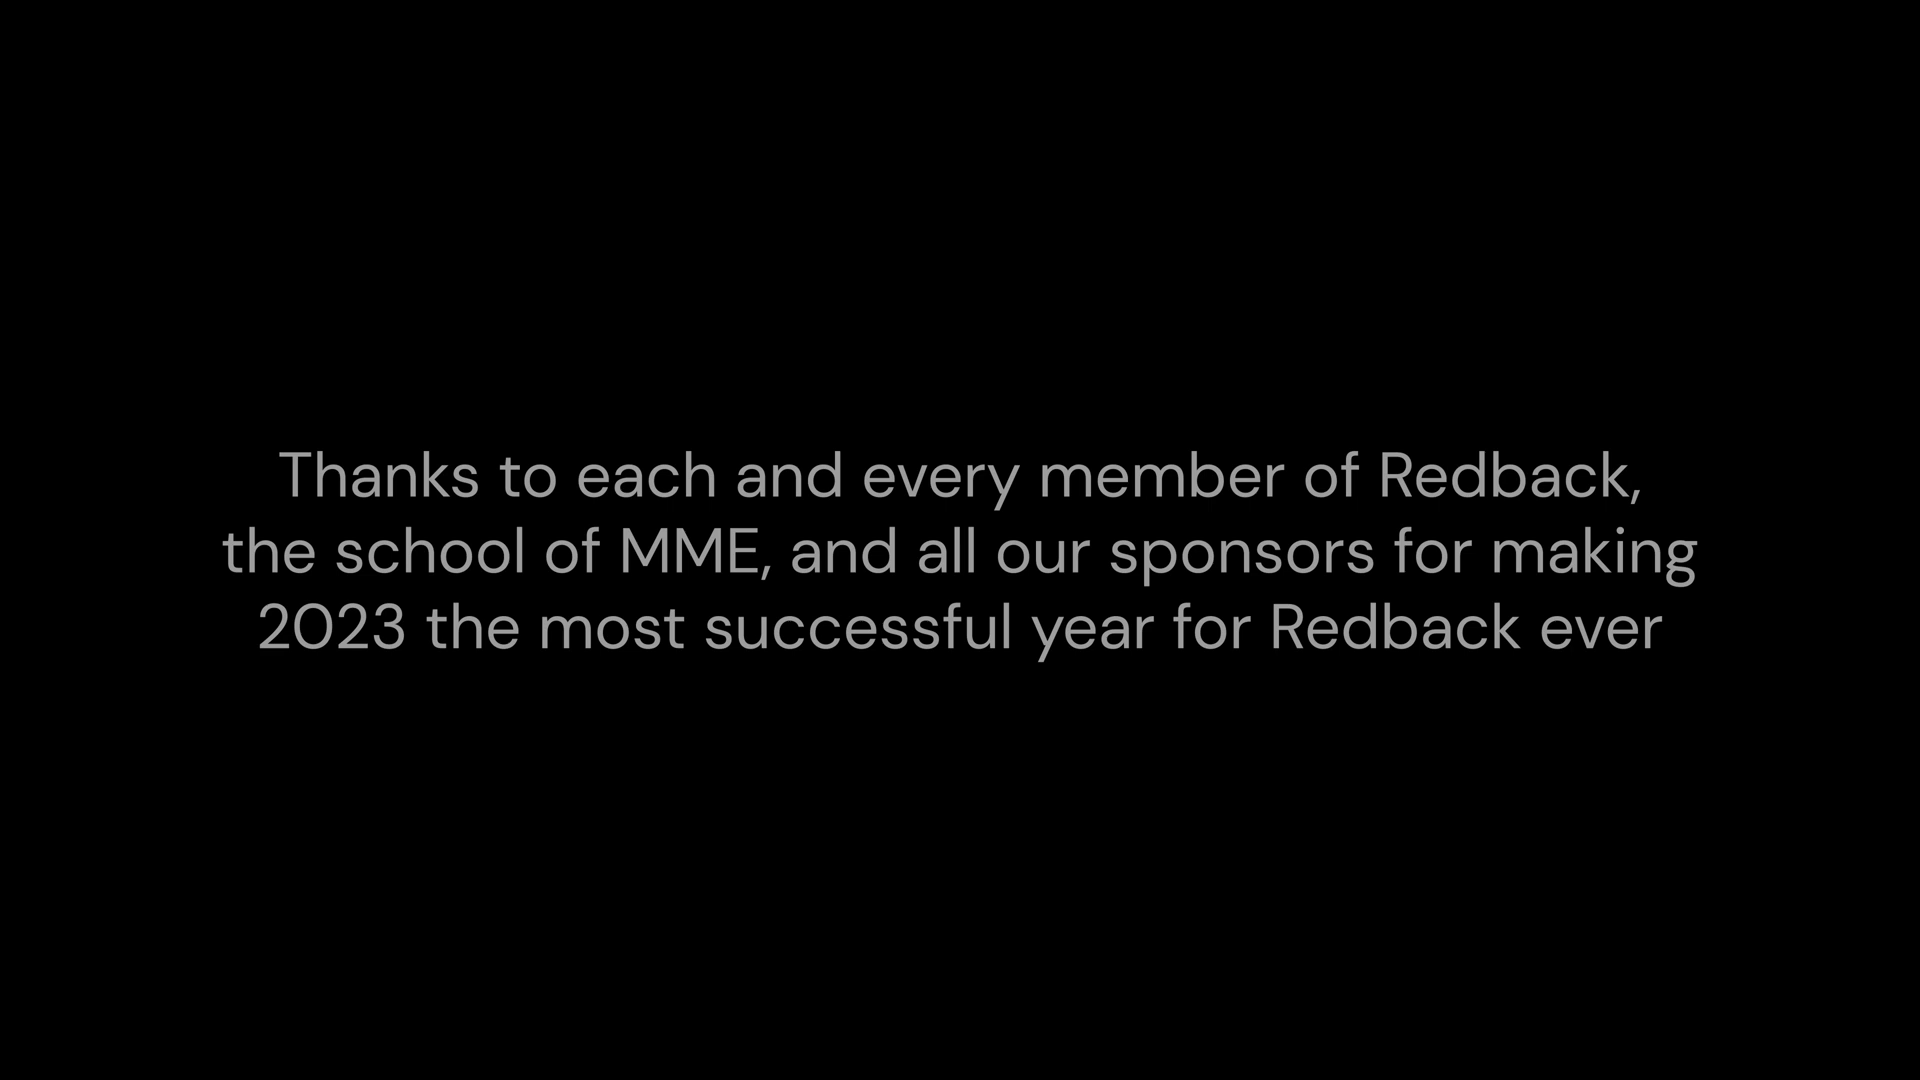 Thanks to each and every member of Redback,
the school of MME, and all our sponsors for making
2023 the most successful year for Redback ever